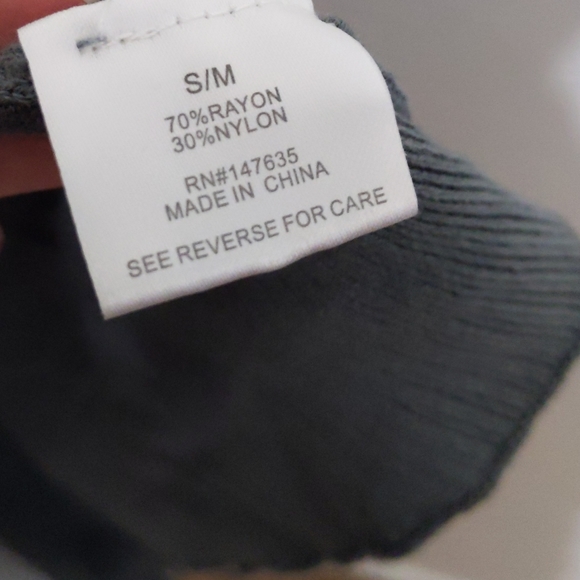 S/M
70%RAYON
30%NYLON
RN#147635
MADE IN CHINA
SEE REVERSE FOR CARE